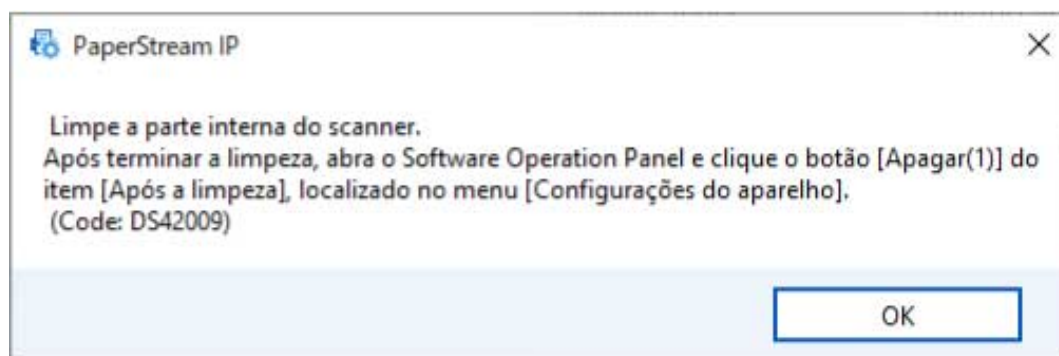 PaperStream IP
Limpe a parte interna do scanner.
Após terminar a limpeza, abra o Software Operation Panel e clique o botão [Apagar(1)] do
item [Após a limpeza], localizado no menu [Configurações do aparelho].
(Code: DS42009)
OK